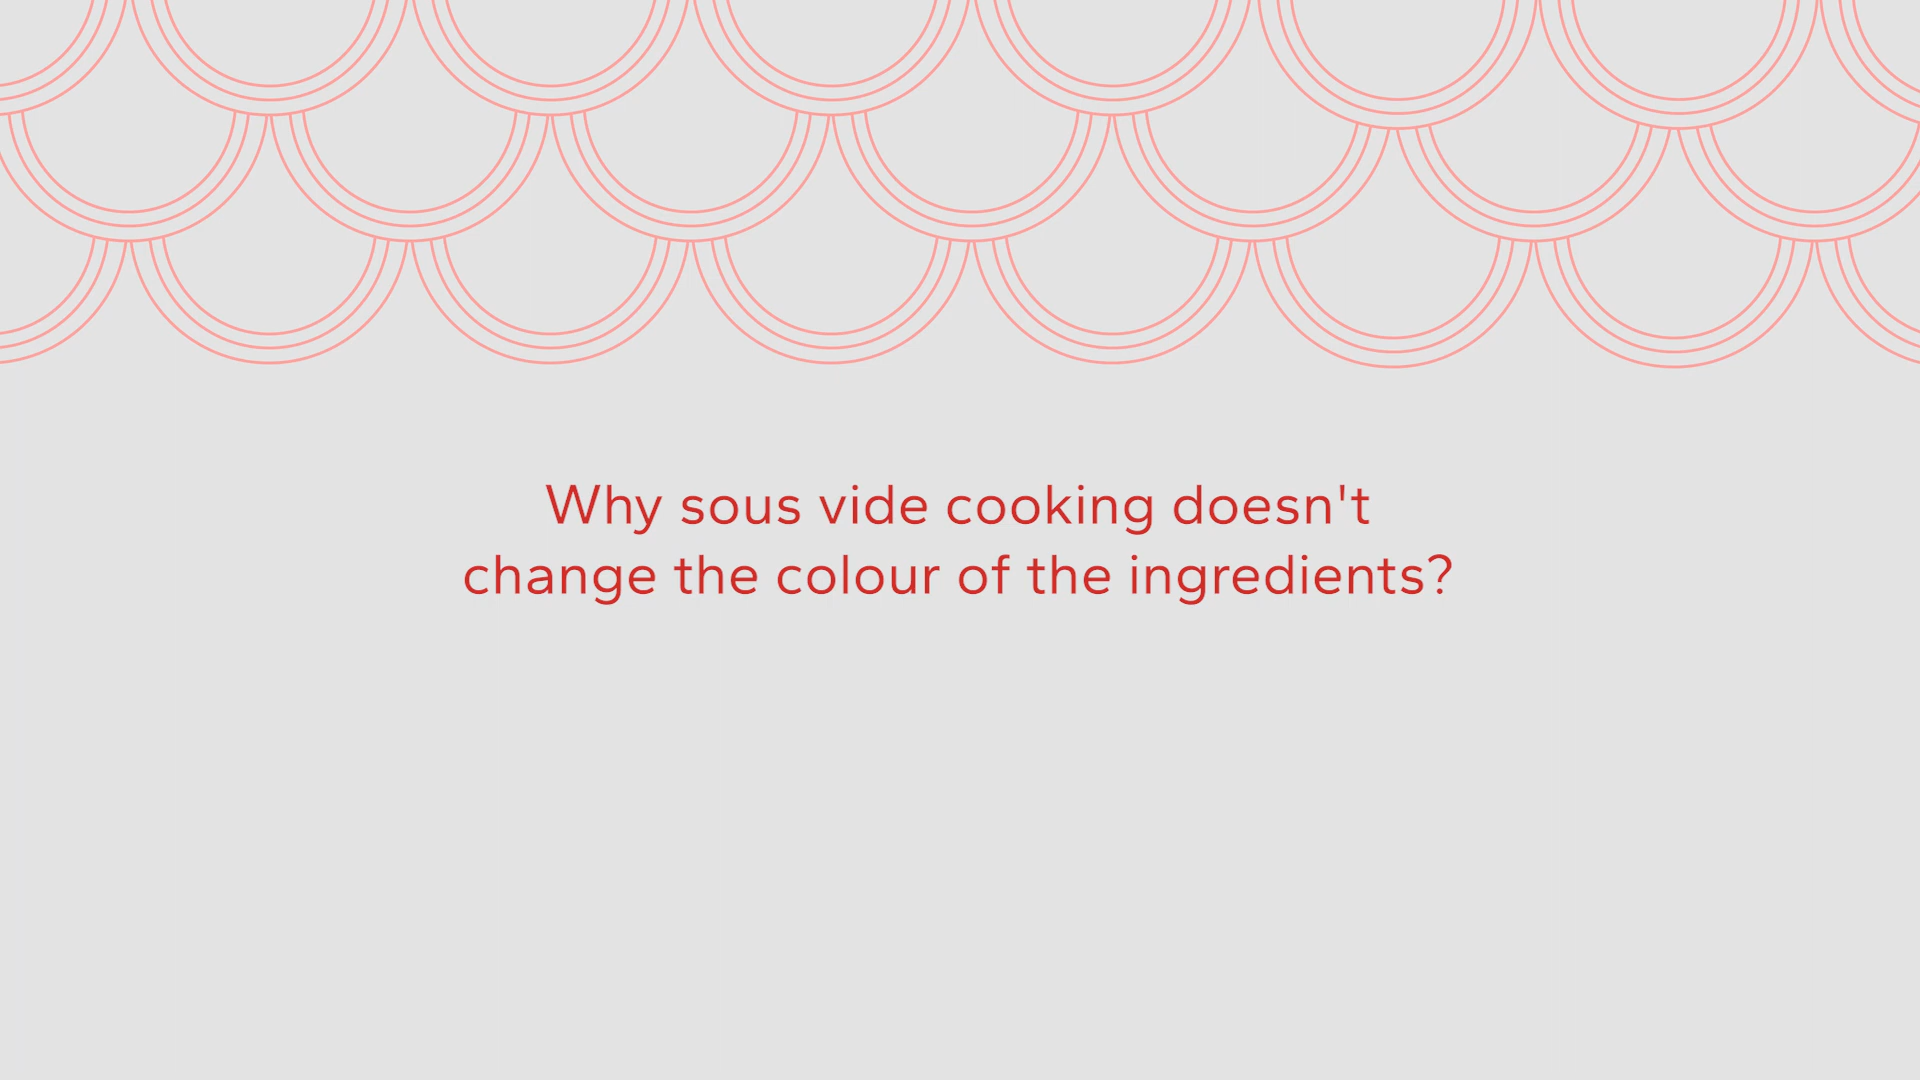 Why sous vide cooking doesn't
change the colour of the ingredients?